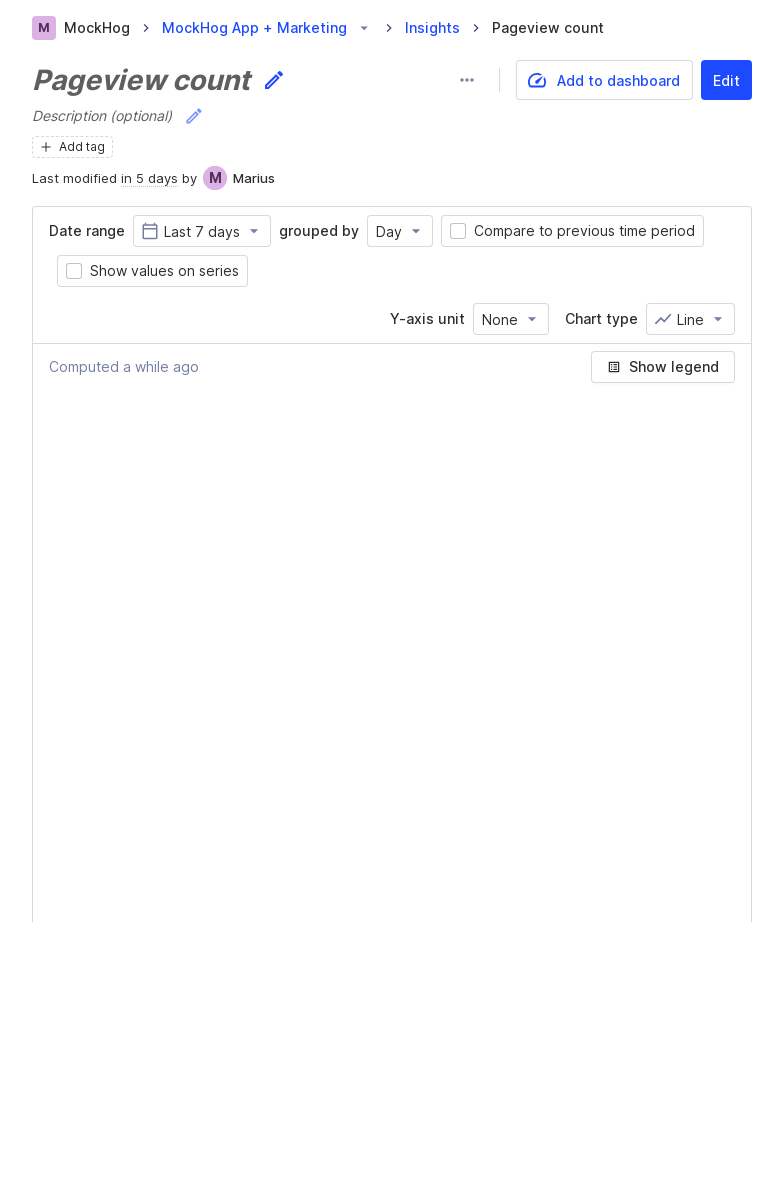 M MockHog > MockHog App + Marketing > Insights > Pageview count
Pageview count
Add to dashboard
Edit
Description (optional)
+ Add tag
Last modified in 5 days by M Marius
Date range Last 7 days grouped by Day Compare to previous time period
Show values on series
Y-axis unit None Chart type Line
Computed a while ago Show legend